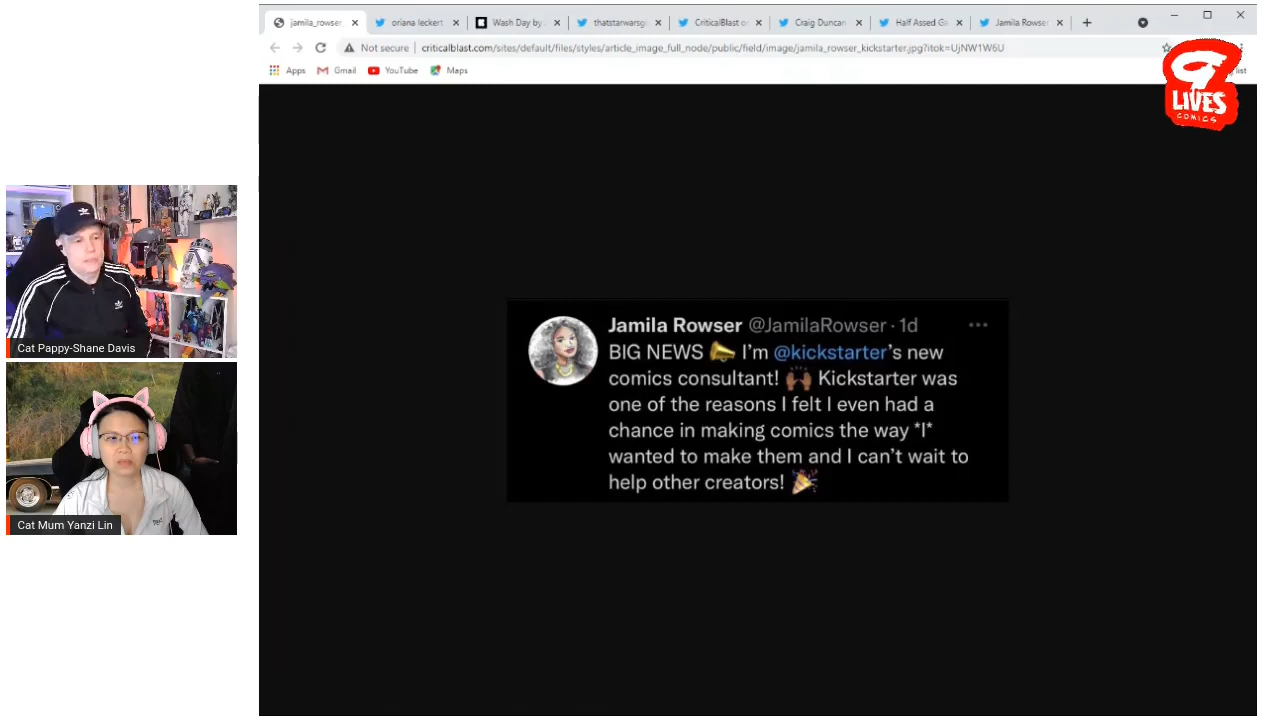 jamila_rowser_
oriana leckert
Wash Day by
thatstarwarsgi
CriticalBlast o
Craig Duncan
Half Assed Gi
Jamila Rowser
Not secure
criticalblast.com/sites/default/files/styles/article_image_full_node/public/field/image/jamila_rowser_kickstarter.jpg?itok=UjNW1W6U
Apps
Gmail
YouTube
Maps
list
9
LIVES
COMICS
Cat Pappy-Shane Davis
Cat Mum Yanzi Lin
Jamila Rowser @JamilaRowser · 1d
BIG NEWS 📣 I'm @kickstarter's new
comics consultant! 🙌🏾 Kickstarter was
one of the reasons I felt I even had a
chance in making comics the way *I*
wanted to make them and I can't wait to
help other creators! 🎉